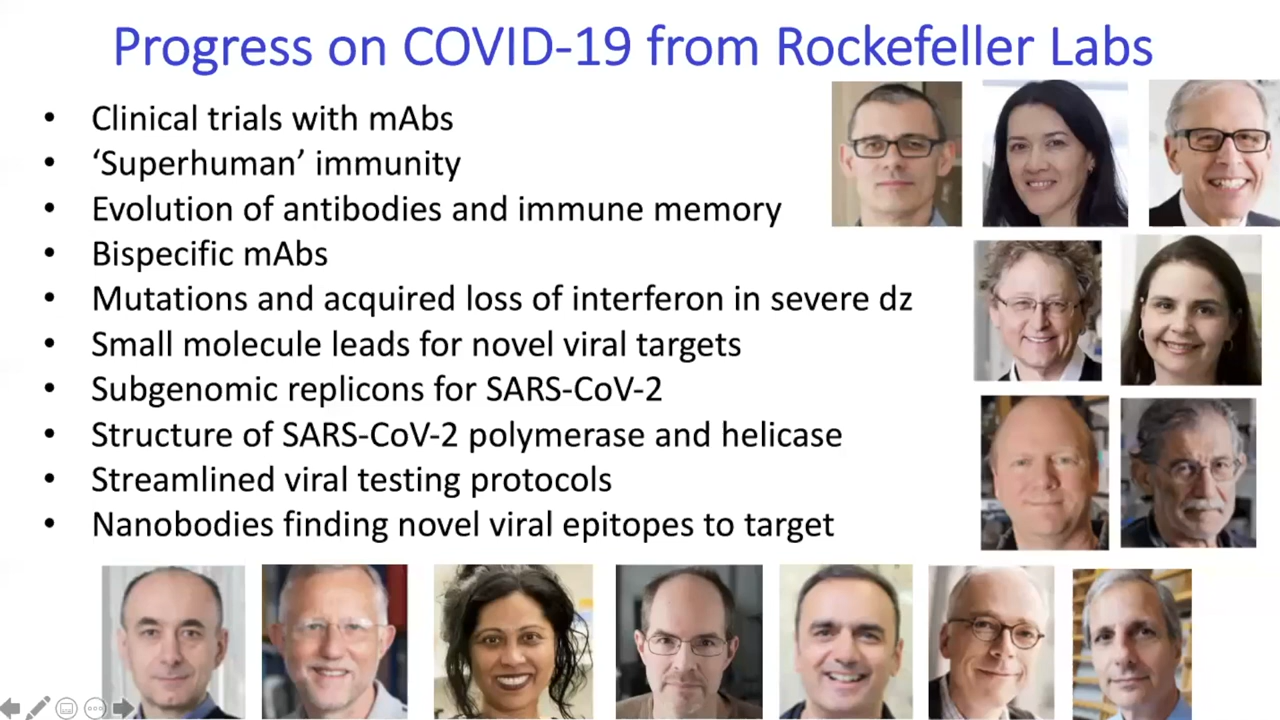 Progress on COVID-19 from Rockefeller Labs
• Clinical trials with mAbs
• ‘Superhuman’ immunity
• Evolution of antibodies and immune memory
• Bispecific mAbs
• Mutations and acquired loss of interferon in severe dz
• Small molecule leads for novel viral targets
• Subgenomic replicons for SARS-CoV-2
• Structure of SARS-CoV-2 polymerase and helicase
• Streamlined viral testing protocols
• Nanobodies finding novel viral epitopes to target